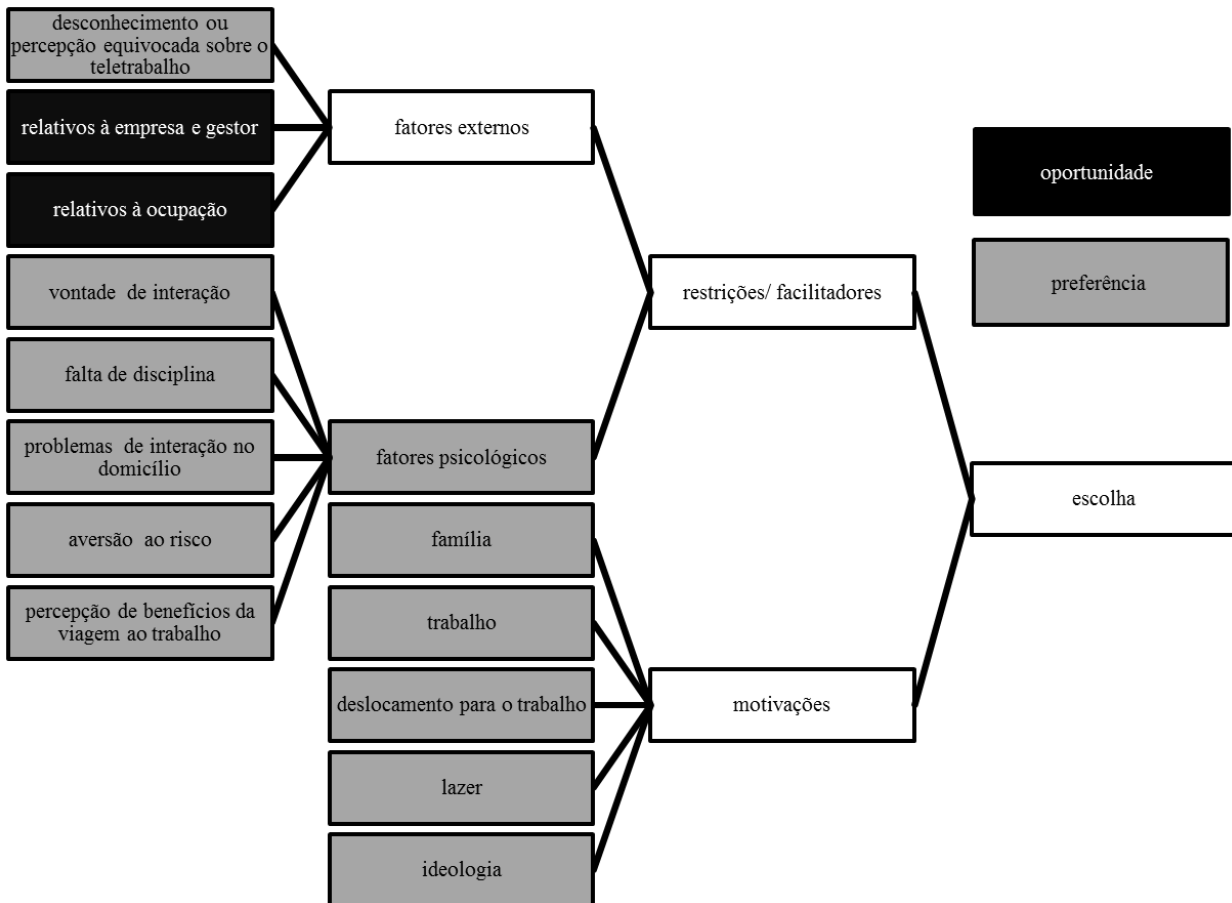 desconhecimento ou
percepção equivocada sobre o
teletrabalho
relativos à empresa e gestor
relativos à ocupação
vontade de interação
falta de disciplina
problemas de interação no
domicílio
aversão ao risco
percepção de benefícios da
viagem ao trabalho
fatores externos
fatores psicológicos
família
trabalho
deslocamento para o trabalho
lazer
ideologia
restrições/ facilitadores
motivações
oportunidade
preferência
escolha